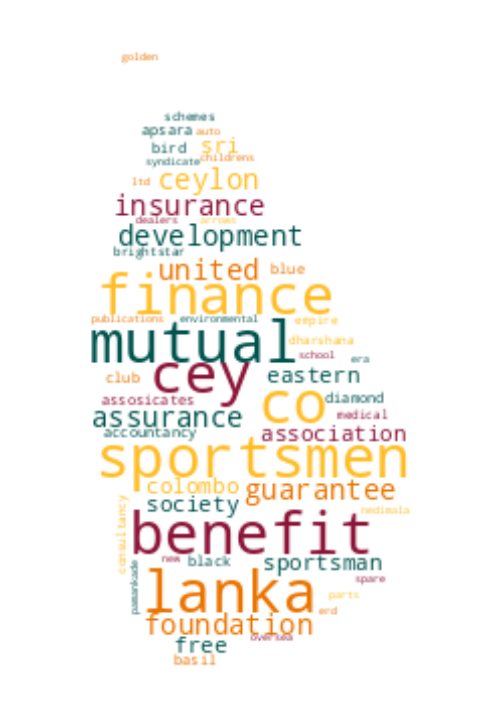 golden
schemes
apsara auto
bird sri
syndicate childrens
ltd ceylon
insurance
dealers arrows
development
brightstar
united blue
finance
publications environmental empire
mutual dharshana
school era
cey eastern
club
co diamond
assosicates medical
assurance
accountancy association
sportsmen
colombo guarantee
consultancy society nedimala
benefit
new black sportsman
pamankade spare
lanka parts
erd
foundation
oversea
free
basil